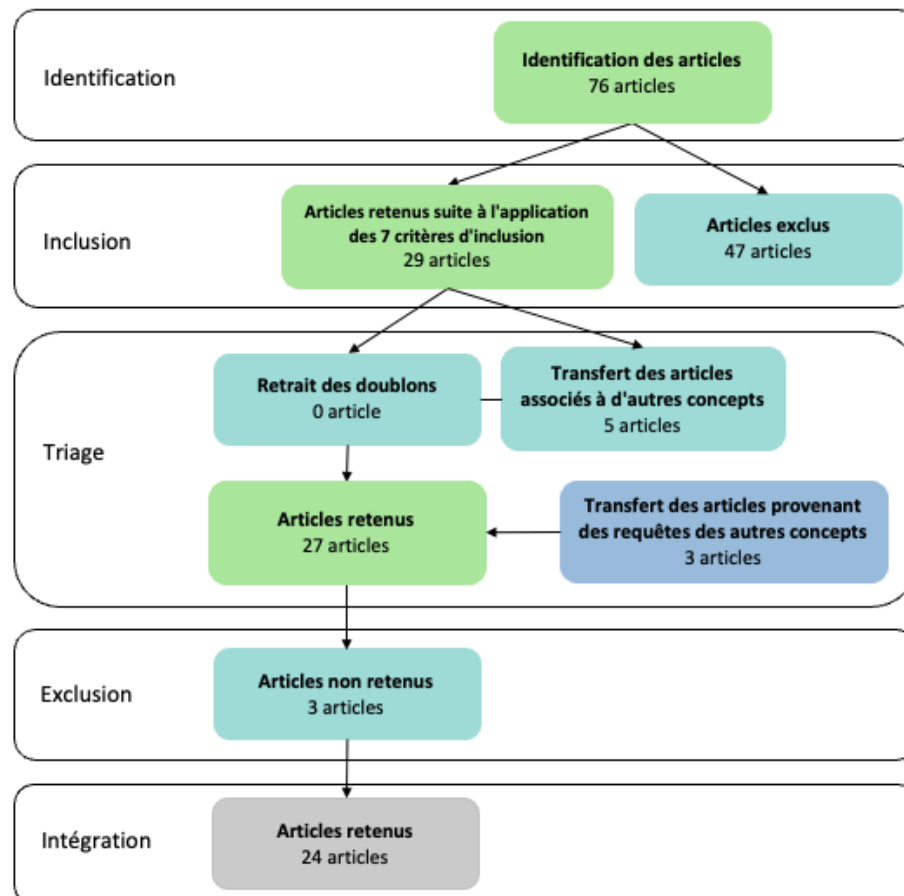 Identification
Identification des articles
76 articles
Inclusion
Articles retenus suite à l'application
des 7 critères d'inclusion
29 articles
Articles exclus
47 articles
Triage
Retrait des doublons
0 article
Transfert des articles
associés à d'autres concepts
5 articles
Articles retenus
27 articles
Transfert des articles provenant
des requêtes des autres concepts
3 articles
Exclusion
Articles non retenus
3 articles
Intégration
Articles retenus
24 articles